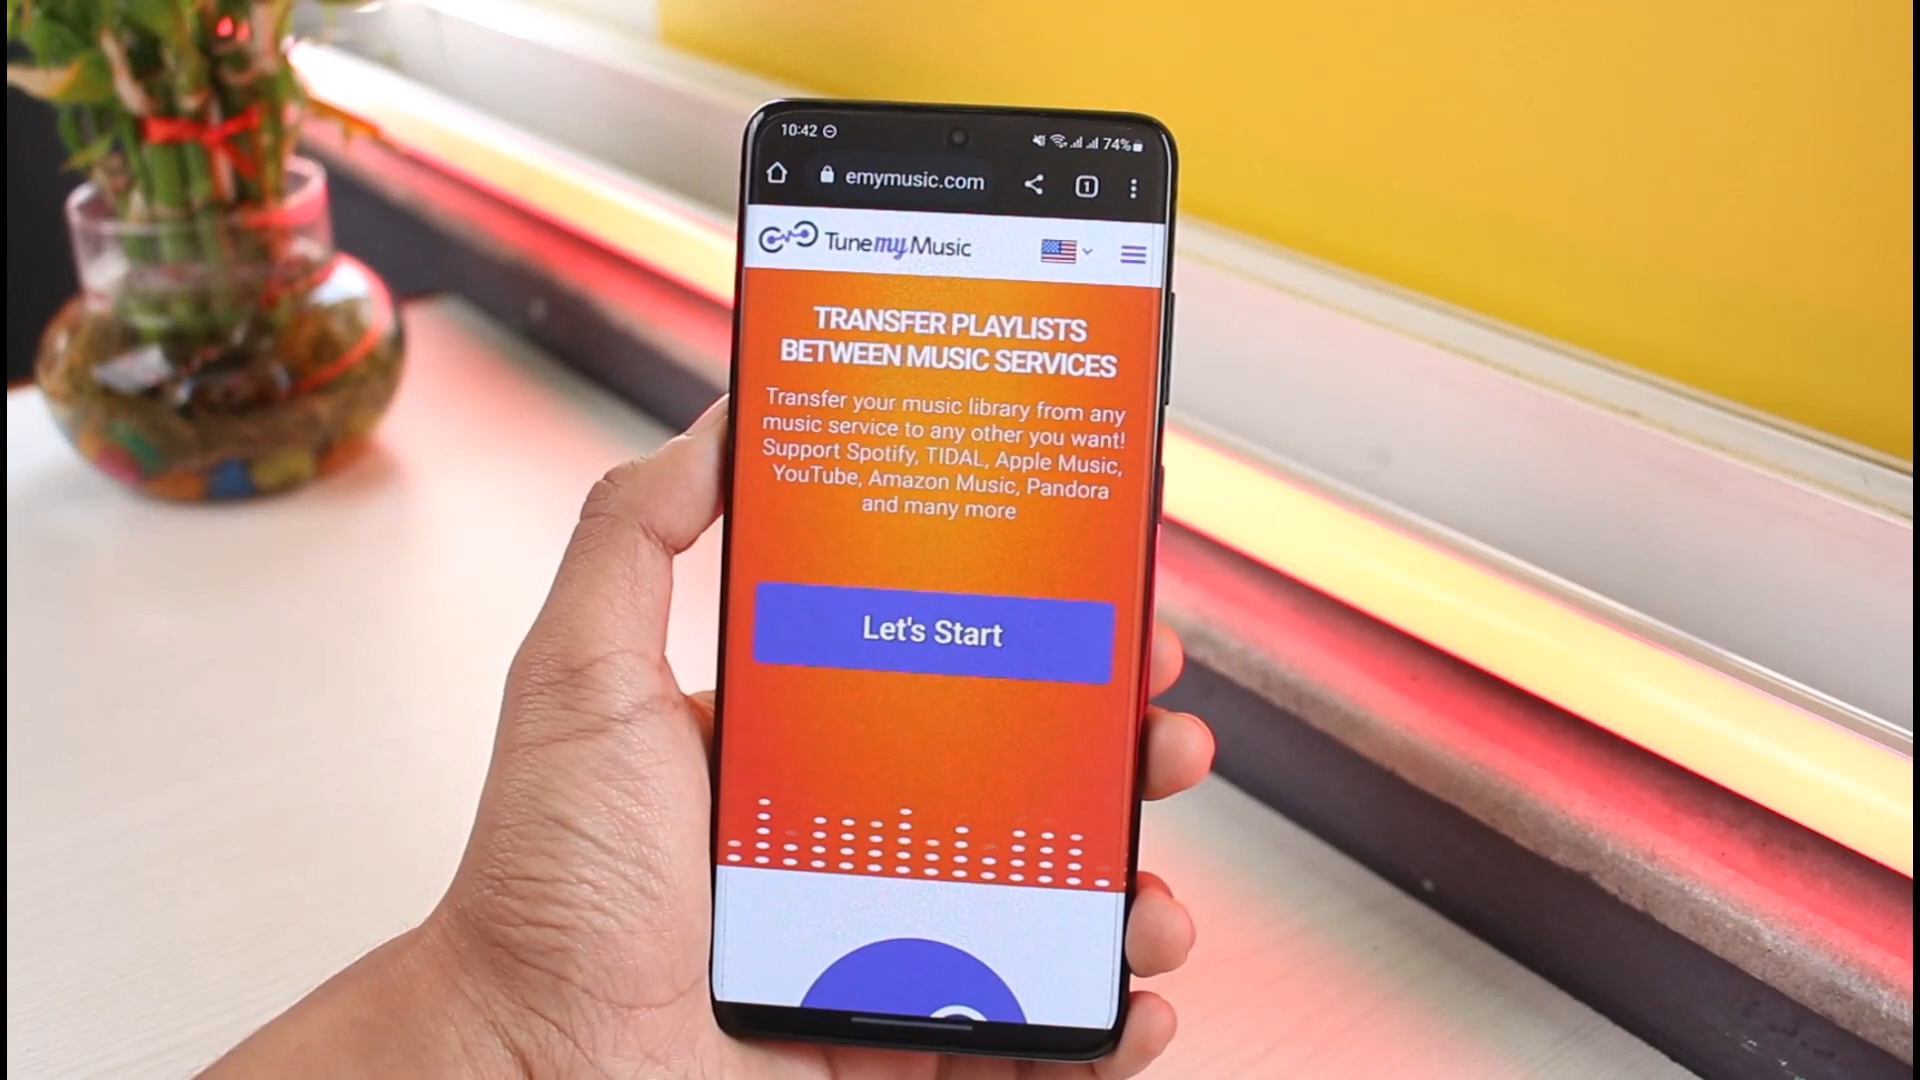 10:42
74%
emymusic.com
1
TunemyMusic
TRANSFER PLAYLISTS
BETWEEN MUSIC SERVICES
Transfer your music library from any
music service to any other you want!
Support Spotify, TIDAL, Apple Music,
YouTube, Amazon Music, Pandora
and many more
Let's Start